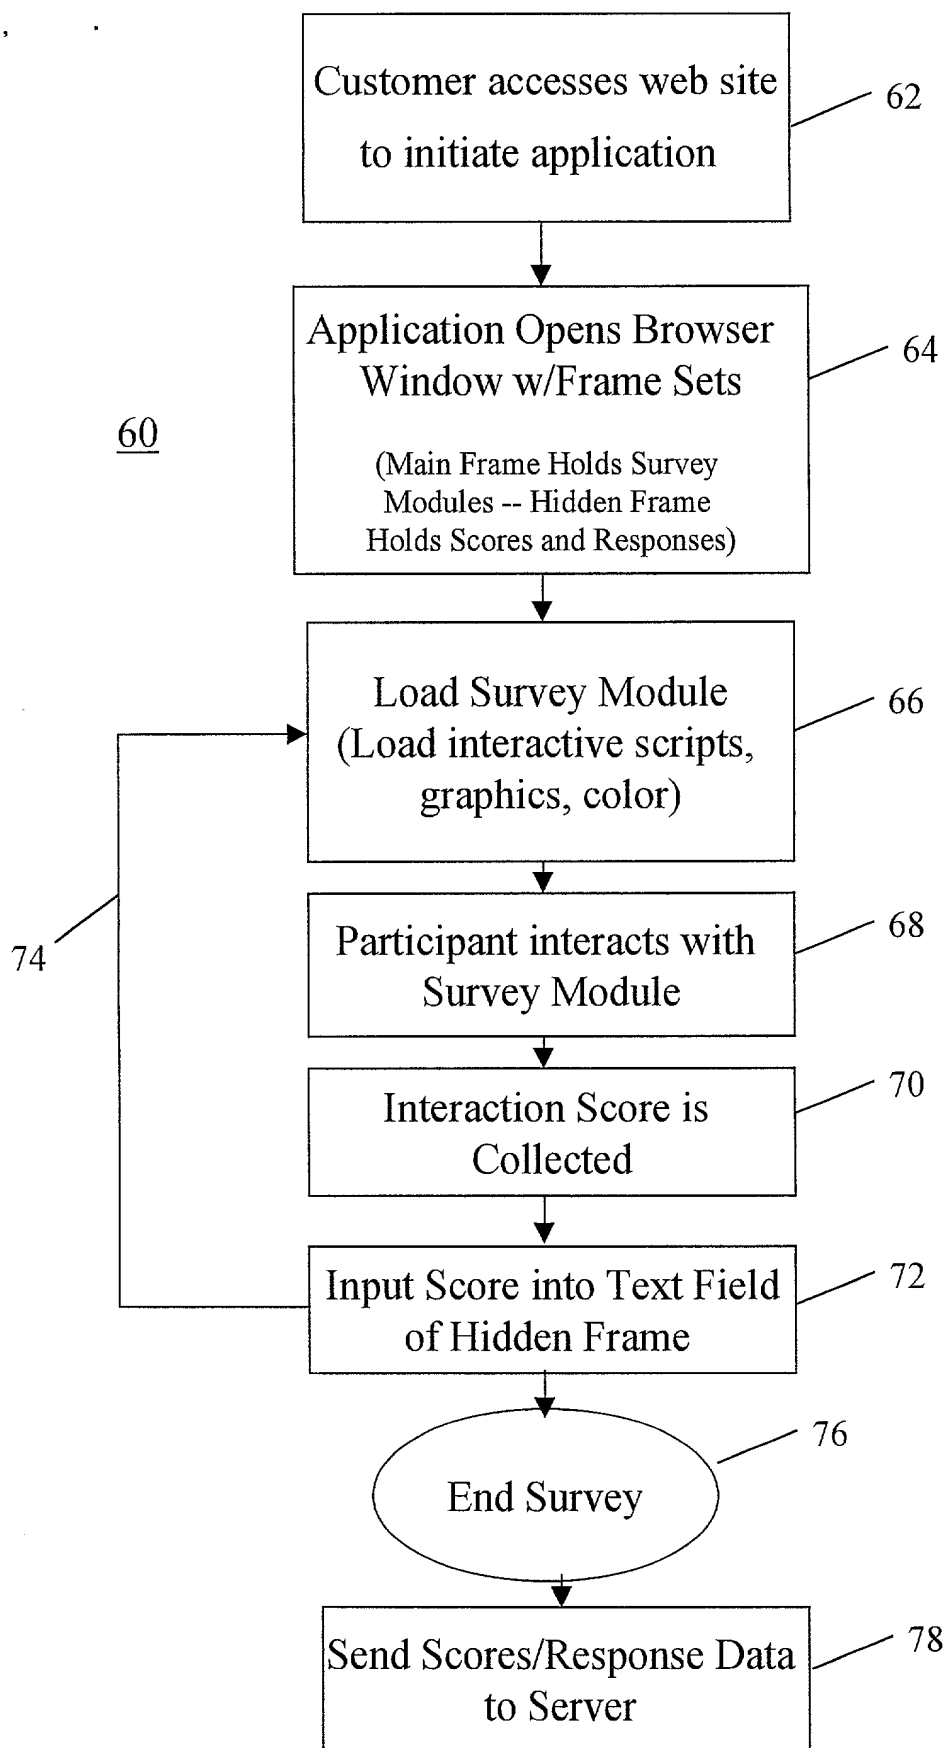 Customer accesses web site
to initiate application
62
Application Opens Browser
Window w/Frame Sets
(Main Frame Holds Survey
Modules -- Hidden Frame
Holds Scores and Responses)
64
60
Load Survey Module
(Load interactive scripts,
graphics, color)
66
Participant interacts with
Survey Module
68
74
Interaction Score is
Collected
70
Input Score into Text Field
of Hidden Frame
72
End Survey
76
Send Scores/Response Data
to Server
78